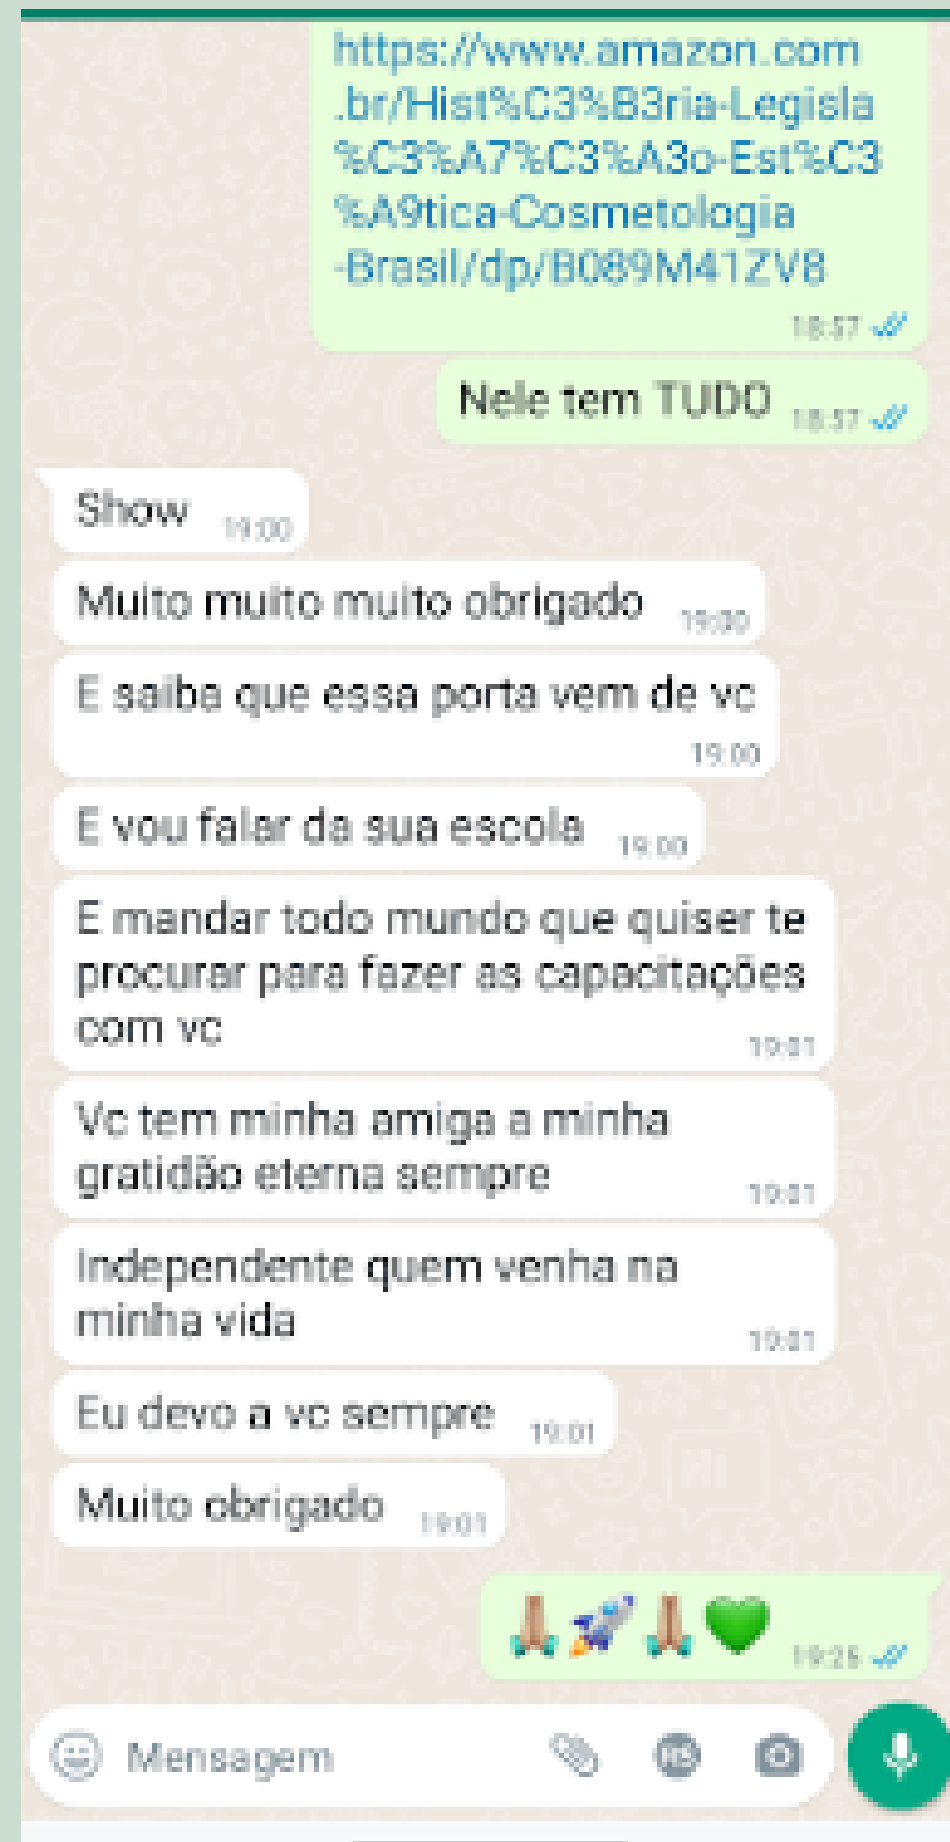 https://www.amazon.com
.br/Hist%C3%B3ria-Legisla
%C3%A7%C3%A3o-Est%C3
%A9tica-Cosmetologia
-Brasil/dp/B089M41ZV8
18:57
Nele tem TUDO 18:57
Show 19:00
Muito muito muito obrigado 19:00
E saiba que essa porta vem de vc
19:00
E vou falar da sua escola 19:00
E mandar todo mundo que quiser te
procurar para fazer as capacitações
com vc 19:01
Vc tem minha amiga a minha
gratidão eterna sempre 19:01
Independente quem venha na
minha vida 19:01
Eu devo a vc sempre 19:01
Muito obrigado 19:01
🙏🏼🚀🙏🏼💚 19:25
Mensagem